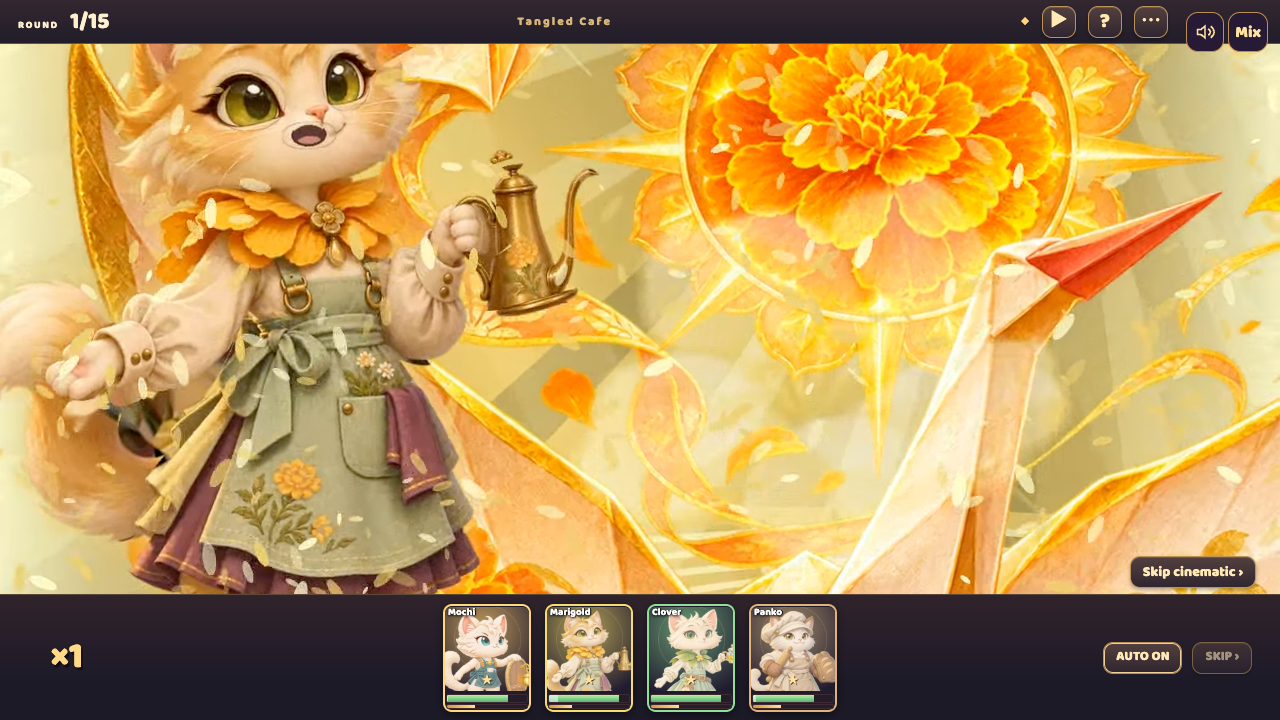 ROUND 1/15
Tangled Cafe
?
...
Mix
Skip cinematic ›
×1
Mochi
Marigold
Clover
Panko
AUTO ON
SKIP ›